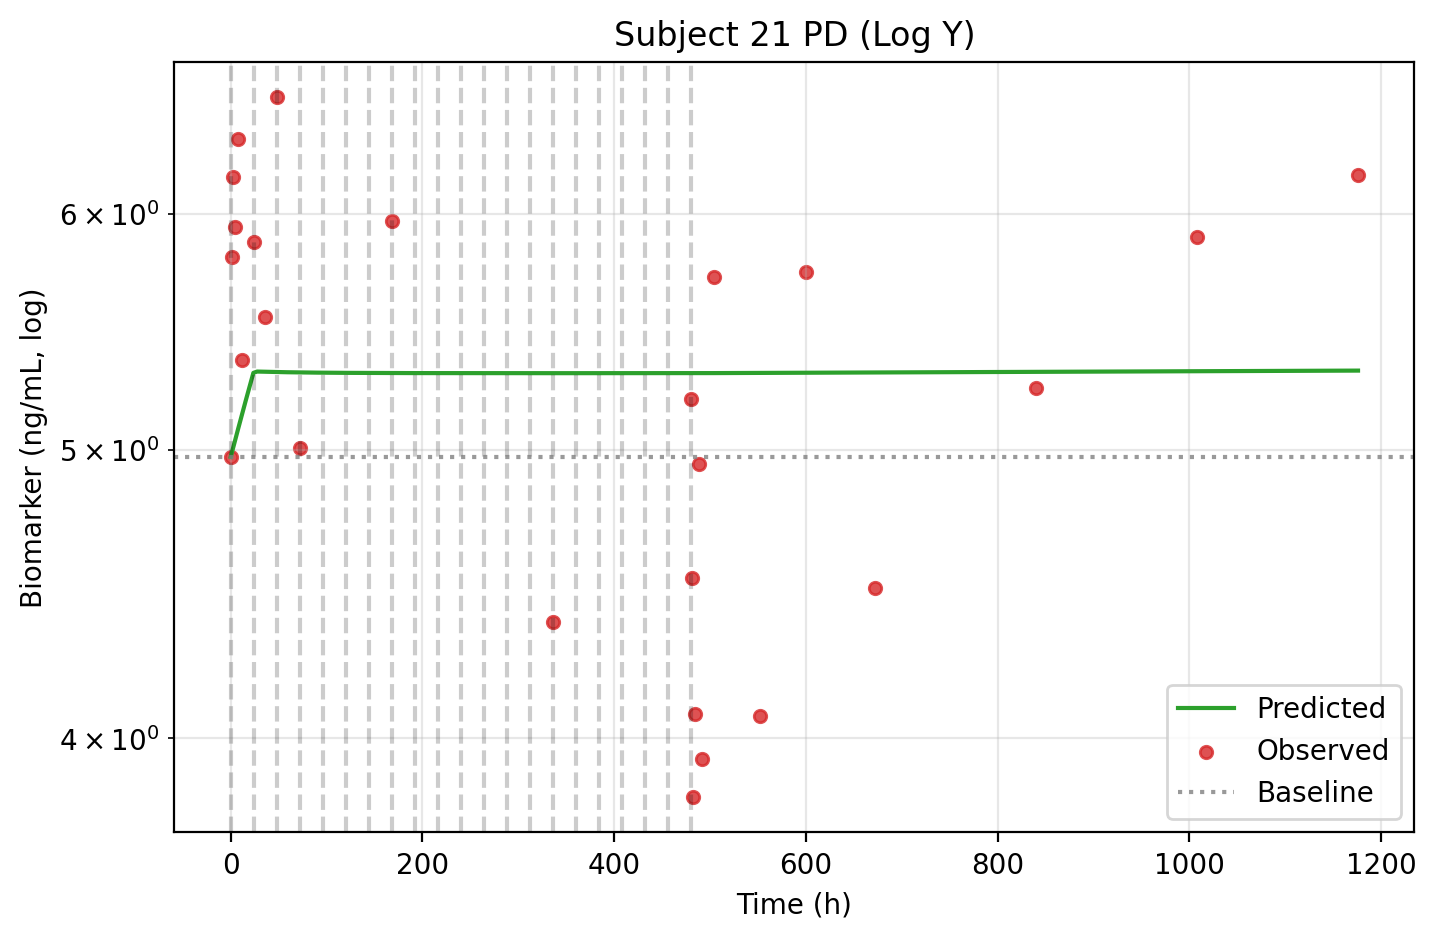 Subject 21 PD (Log Y)
Biomarker (ng/mL, log)
6 × 10⁰
5 × 10⁰
4 × 10⁰
Predicted
Observed
Baseline
0 200 400 600 800 1000 1200
Time (h)